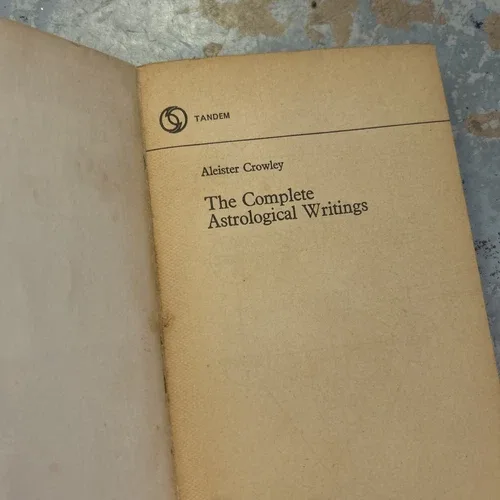 TANDEM
Aleister Crowley
The Complete
Astrological Writings